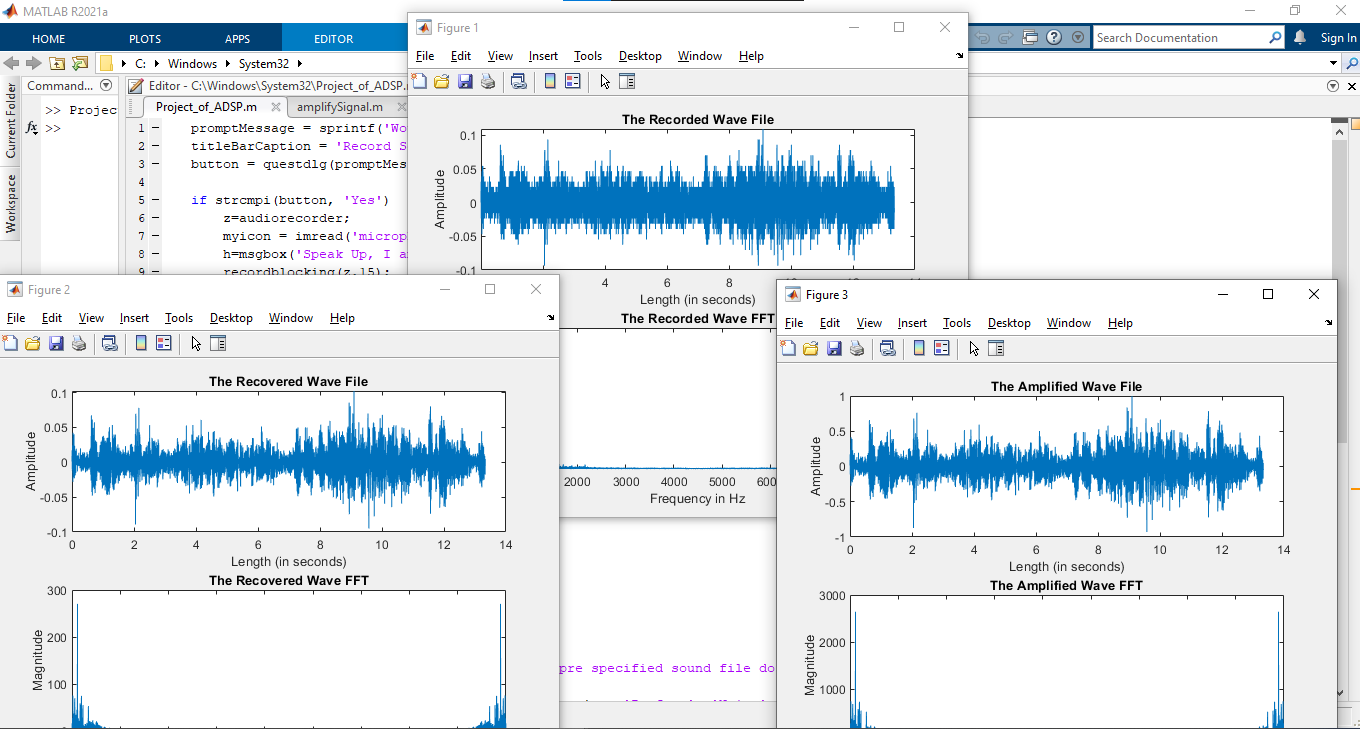 MATLAB R2021a
HOME PLOTS APPS EDITOR
Search Documentation
Sign In
C: Windows System32
Current Folder
Workspace
Command...
>> Projec
fx >>
Editor - C:\Windows\System32\Project_of_ADSP.
Project_of_ADSP.m amplifySignal.m
1 - promptMessage = sprintf('Wo
2 - titleBarCaption = 'Record S
3 - button = questdlg(promptMes
4
5 - if strcmpi(button, 'Yes')
6 - z=audiorecorder;
7 - myicon = imread('microp
8 - h=msgbox('Speak Up, I a
9 - recordblocking(z,15);
Figure 1
File Edit View Insert Tools Desktop Window Help
The Recorded Wave File
Amplitude
0.1
0.05
0
-0.05
-0.1
4 6 8 10 12 14
Length (in seconds)
The Recorded Wave FFT
2000 3000 4000 5000 600
Frequency in Hz
Figure 2
File Edit View Insert Tools Desktop Window Help
The Recovered Wave File
Amplitude
0.1
0.05
0
-0.05
-0.1
0 2 4 6 8 10 12 14
Length (in seconds)
The Recovered Wave FFT
Magnitude
300
200
100
Figure 3
File Edit View Insert Tools Desktop Window Help
The Amplified Wave File
Amplitude
1
0.5
0
-0.5
-1
0 2 4 6 8 10 12 14
Length (in seconds)
The Amplified Wave FFT
Magnitude
3000
2000
1000
pre specified sound file do